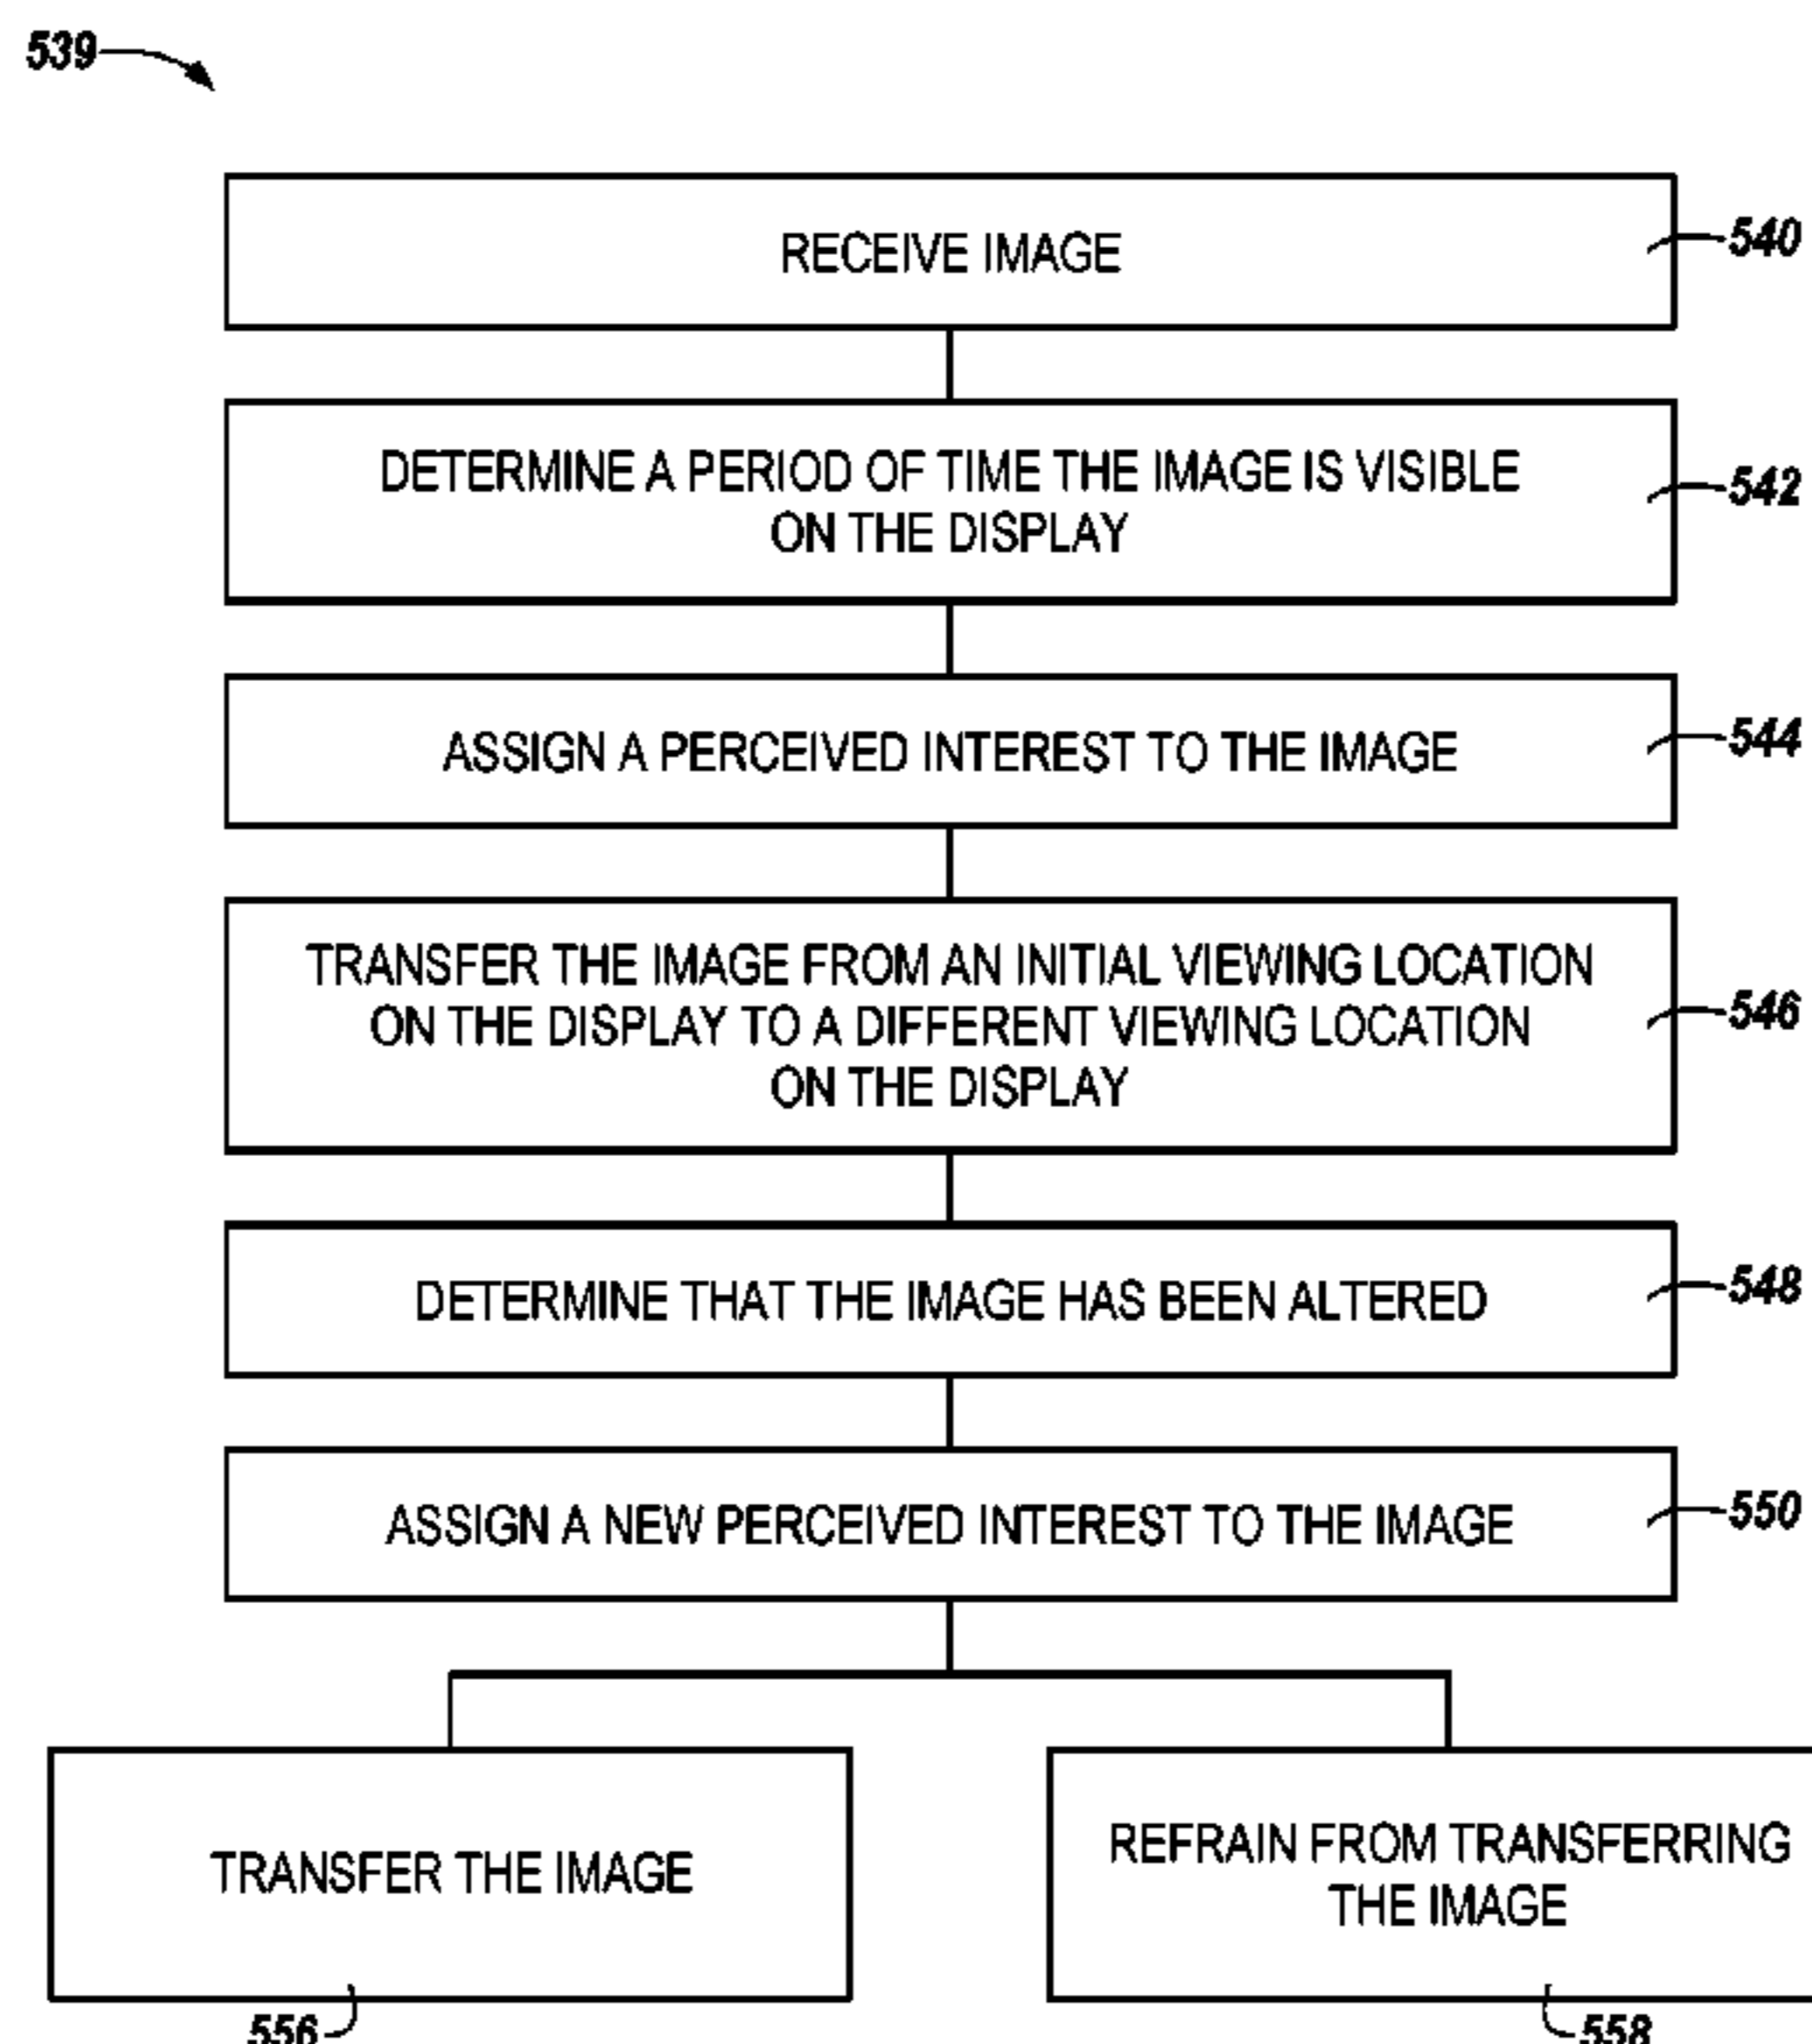 539
RECEIVE IMAGE
540
DETERMINE A PERIOD OF TIME THE IMAGE IS VISIBLE
ON THE DISPLAY
542
ASSIGN A PERCEIVED INTEREST TO THE IMAGE
544
TRANSFER THE IMAGE FROM AN INITIAL VIEWING LOCATION
ON THE DISPLAY TO A DIFFERENT VIEWING LOCATION
ON THE DISPLAY
546
DETERMINE THAT THE IMAGE HAS BEEN ALTERED
548
ASSIGN A NEW PERCEIVED INTEREST TO THE IMAGE
550
TRANSFER THE IMAGE
556
REFRAIN FROM TRANSFERRING
THE IMAGE
558